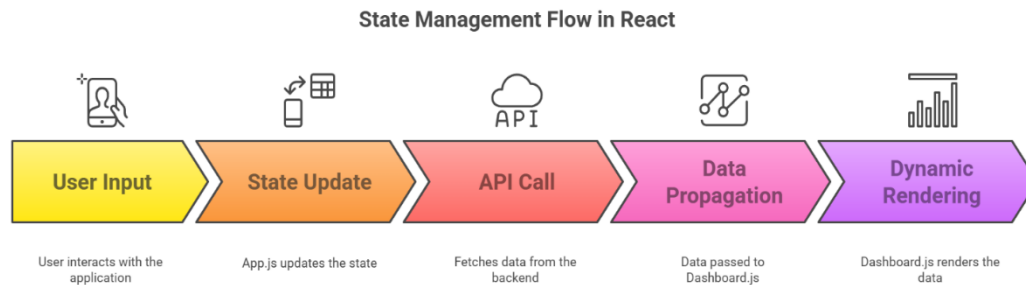 State Management Flow in React
API
User Input
State Update
API Call
Data
Propagation
Dynamic
Rendering
User interacts with the
application
App.js updates the state
Fetches data from the
backend
Data passed to
Dashboard.js
Dashboard.js renders the
data